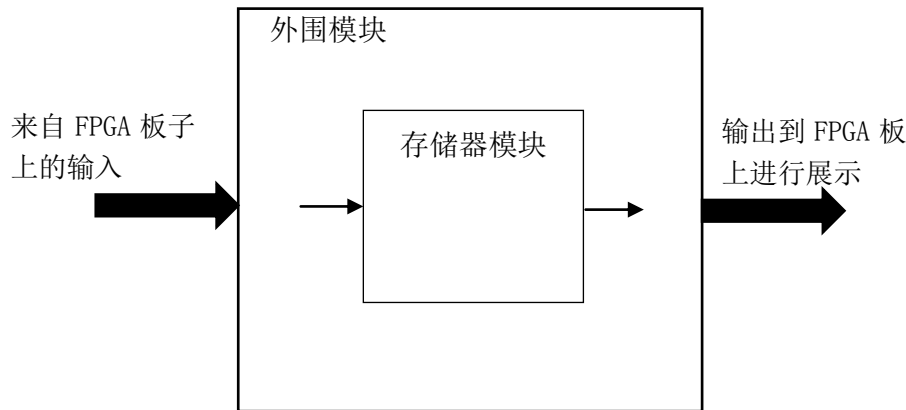 外围模块
来自 FPGA 板子
上的输入
存储器模块
输出到 FPGA 板
上进行展示